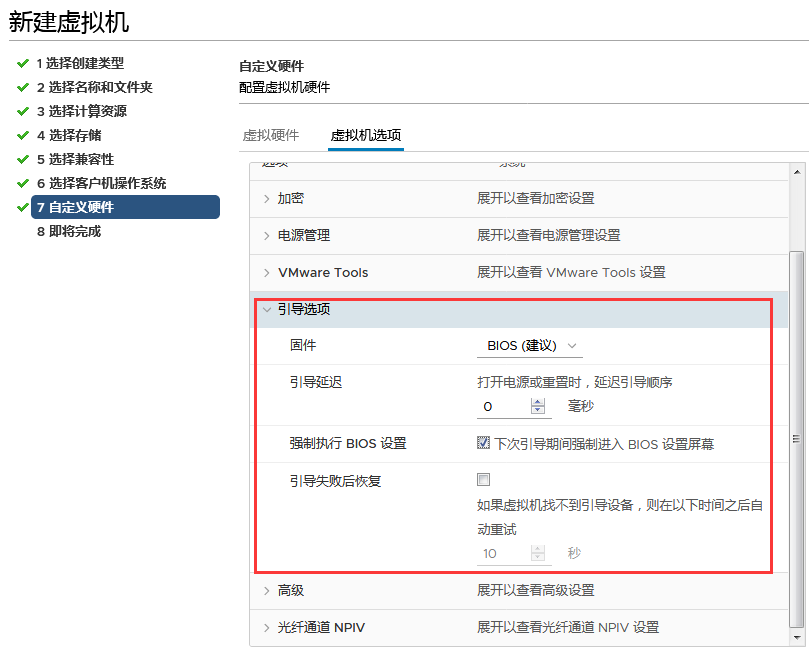 新建虚拟机
1 选择创建类型
2 选择名称和文件夹
3 选择计算资源
4 选择存储
5 选择兼容性
6 选择客户机操作系统
7 自定义硬件
8 即将完成
自定义硬件
配置虚拟机硬件
虚拟硬件 虚拟机选项
加密 展开以查看加密设置
电源管理 展开以查看电源管理设置
VMware Tools 展开以查看 VMware Tools 设置
引导选项
固件 BIOS (建议)
引导延迟 打开电源或重置时，延迟引导顺序
0 毫秒
强制执行 BIOS 设置 下次引导期间强制进入 BIOS 设置屏幕
引导失败后恢复
如果虚拟机找不到引导设备，则在以下时间之后自
动重试
10 秒
高级 展开以查看高级设置
光纤通道 NPIV 展开以查看光纤通道 NPIV 设置